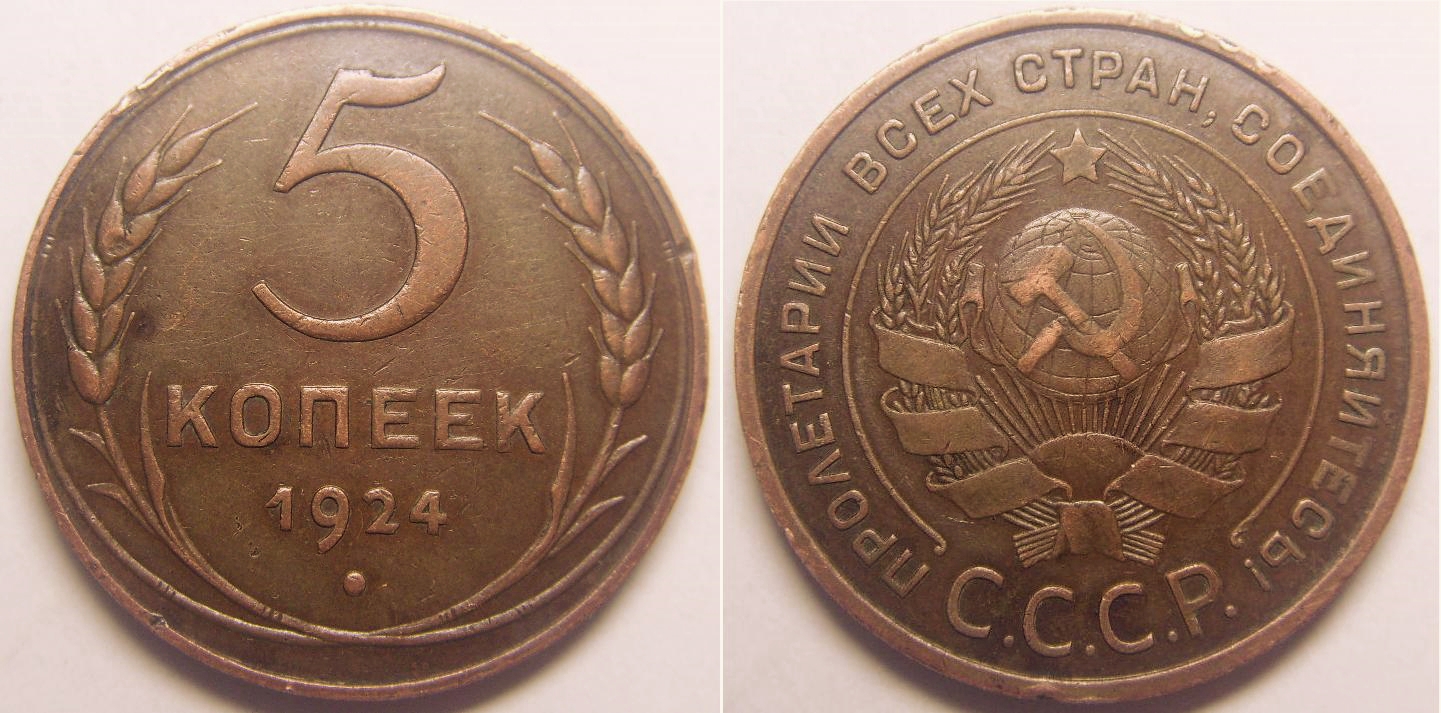 5
КОПЕЕК
1924
ПРОЛЕТАРИИ ВСЕХ СТРАН, СОЕДИНЯЙТЕСЬ!
С.С.С.Р.